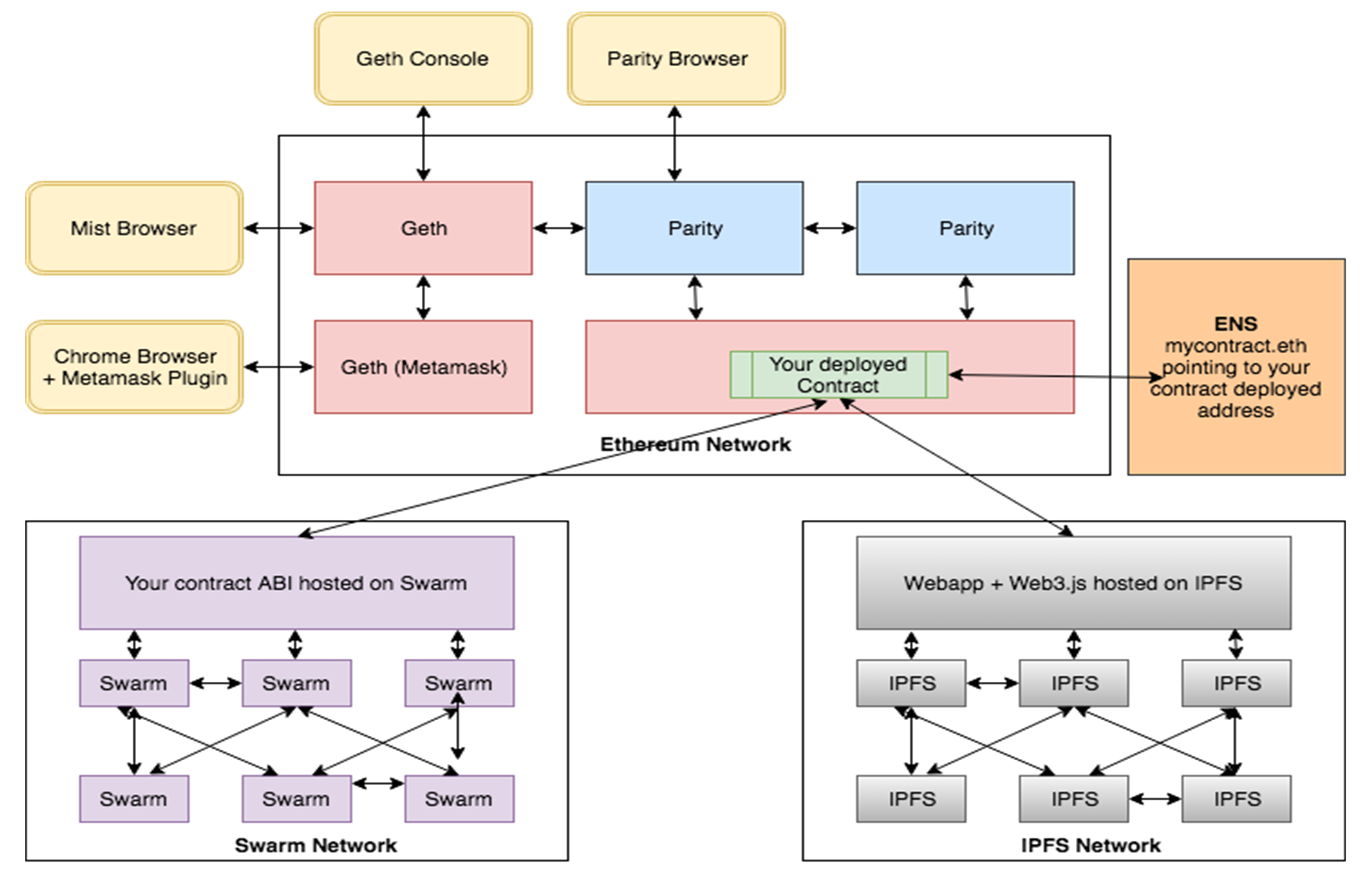 Geth Console
Parity Browser
Mist Browser
Geth
Parity
Parity
Chrome Browser
+ Metamask Plugin
Geth (Metamask)
Your deployed
Contract
ENS
mycontract.eth
pointing to your
contract deployed
address
Ethereum Network
Your contract ABI hosted on Swarm
Swarm
Swarm
Swarm
Swarm
Swarm
Swarm
Swarm Network
Webapp + Web3.js hosted on IPFS
IPFS
IPFS
IPFS
IPFS
IPFS
IPFS
IPFS Network